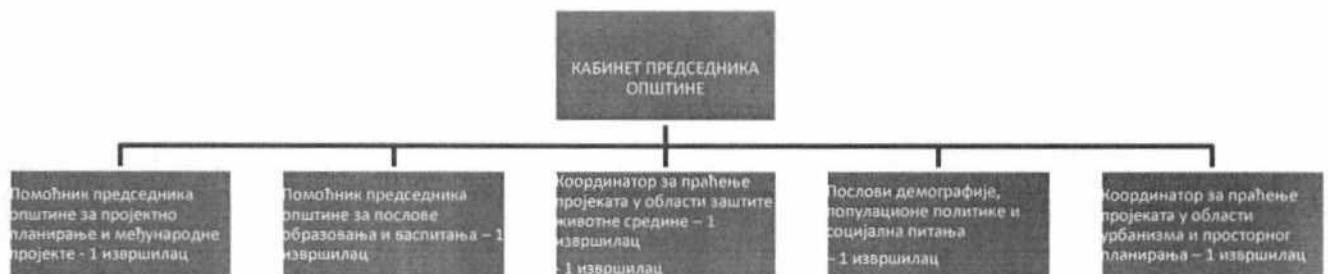 КАБИНЕТ ПРЕДСЕДНИКА
ОПШТИНЕ
Помоћник председника
општине за пројектно
планирање и међународне
пројекте - 1 извршилац
Помоћник председника
општине за послове
образовања и васпитања – 1
извршилац
Координатор за праћење
пројеката у области заштите
животне средине – 1
извршилац
- 1 извршилац
Послови демографије,
популационе политике и
социјална питања
– 1 извршилац
Координатор за праћење
пројеката у области
урбанизма и просторног
планирања – 1 извршилац